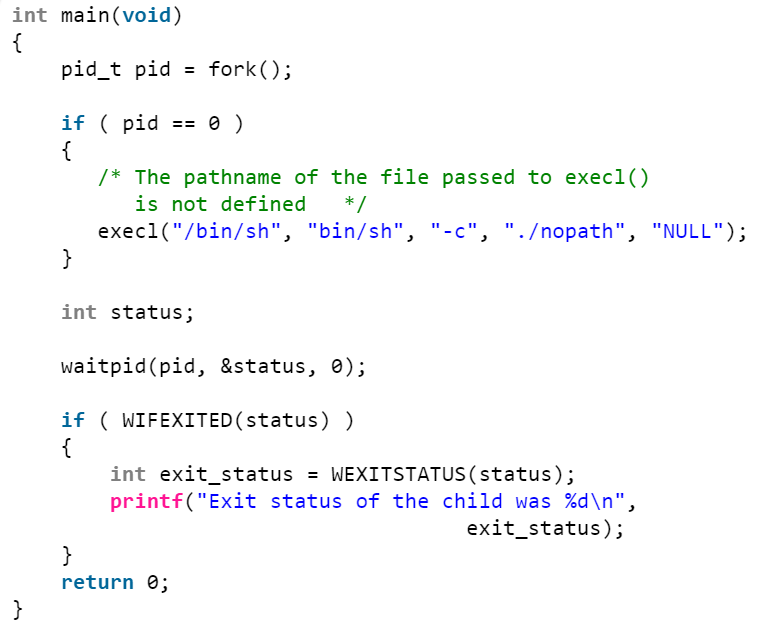 int main(void)
{
    pid_t pid = fork();

    if ( pid == 0 )
    {
       /* The pathname of the file passed to execl()
          is not defined   */
       execl("/bin/sh", "bin/sh", "-c", "./nopath", "NULL");
    }

    int status;

    waitpid(pid, &status, 0);

    if ( WIFEXITED(status) )
    {
        int exit_status = WEXITSTATUS(status);
        printf("Exit status of the child was %d\n",
                                     exit_status);
    }
    return 0;
}